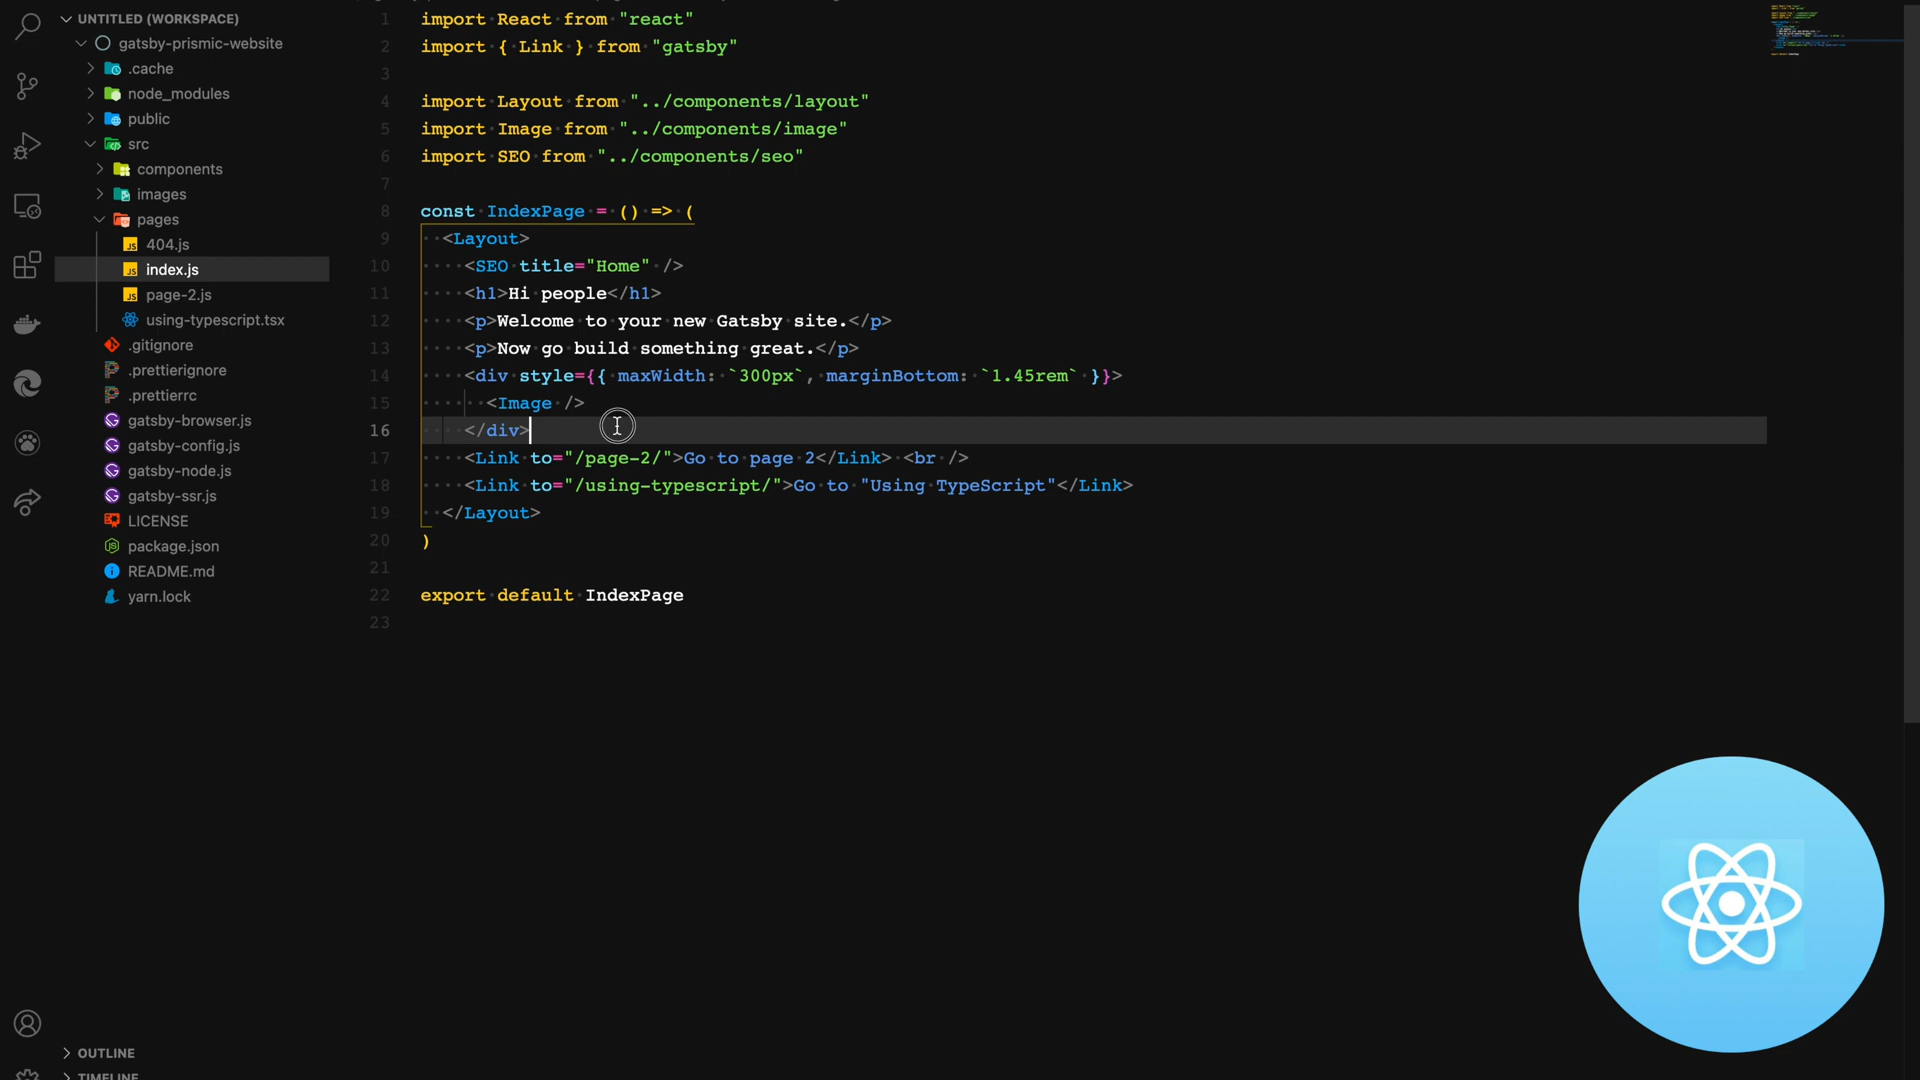 UNTITLED (WORKSPACE)
gatsby-prismic-website
.cache
node_modules
public
src
components
images
pages
404.js
index.js
page-2.js
using-typescript.tsx
.gitignore
.prettierignore
.prettierrc
gatsby-browser.js
gatsby-config.js
gatsby-node.js
gatsby-ssr.js
LICENSE
package.json
README.md
yarn.lock
OUTLINE
TIMELINE
1 import React from "react"
2 import { Link } from "gatsby"
3
4 import Layout from "../components/layout"
5 import Image from "../components/image"
6 import SEO from "../components/seo"
7
8 const IndexPage = () => (
9 <Layout>
10 <SEO title="Home" />
11 <h1>Hi people</h1>
12 <p>Welcome to your new Gatsby site.</p>
13 <p>Now go build something great.</p>
14 <div style={{ maxWidth: `300px`, marginBottom: `1.45rem` }}>
15 <Image />
16 </div>
17 <Link to="/page-2/">Go to page 2</Link> <br />
18 <Link to="/using-typescript/">Go to "Using TypeScript"</Link>
19 </Layout>
20 )
21
22 export default IndexPage
23